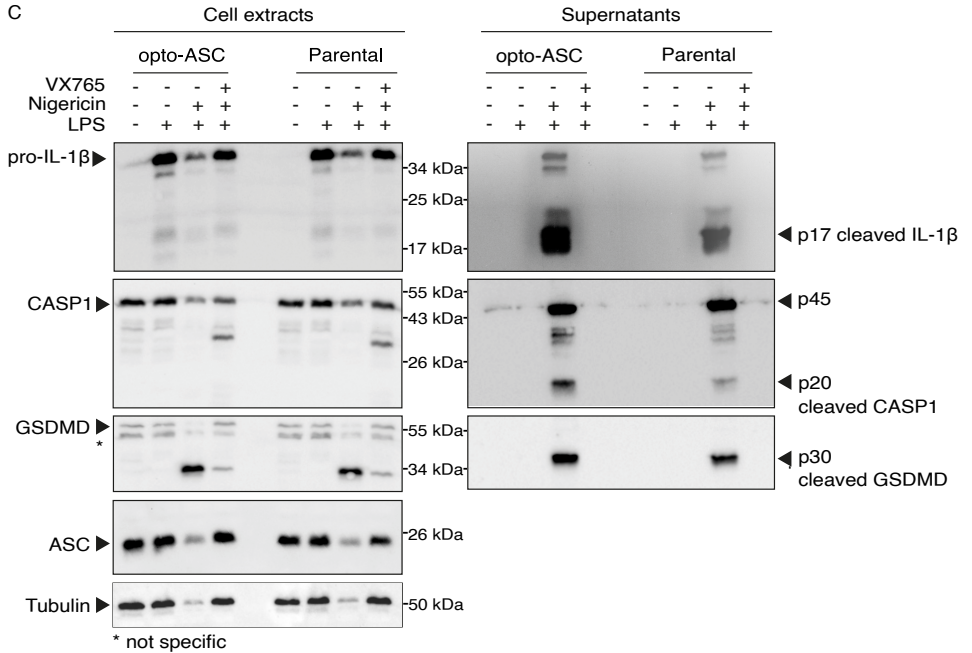 C
Cell extracts
Supernatants
opto-ASC
Parental
opto-ASC
Parental
VX765 - - - + - - - + - - - + - - - +
Nigericin - - + + - - + + - - + + - - + +
LPS - + + + - + + + - + + + - + + +
pro-IL-1β
34 kDa
25 kDa
17 kDa
p17 cleaved IL-1β
CASP1
55 kDa
43 kDa
26 kDa
p45
p20
cleaved CASP1
GSDMD
*
55 kDa
34 kDa
p30
cleaved GSDMD
ASC
26 kDa
Tubulin
50 kDa
* not specific